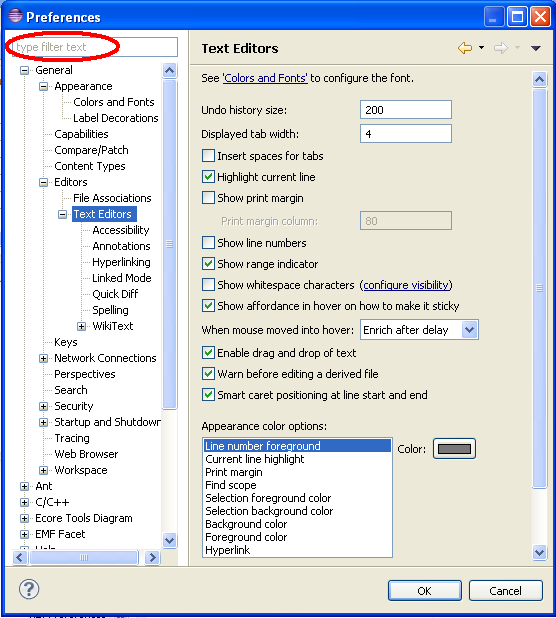 Preferences
type filter text
General
Appearance
Colors and Fonts
Label Decorations
Capabilities
Compare/Patch
Content Types
Editors
File Associations
Text Editors
Accessibility
Annotations
Hyperlinking
Linked Mode
Quick Diff
Spelling
WikiText
Keys
Network Connections
Perspectives
Search
Security
Startup and Shutdown
Tracing
Web Browser
Workspace
Ant
C/C++
Ecore Tools Diagram
EMF Facet
Text Editors
See 'Colors and Fonts' to configure the font.
Undo history size: 200
Displayed tab width: 4
Insert spaces for tabs
Highlight current line
Show print margin
Print margin column: 80
Show line numbers
Show range indicator
Show whitespace characters (configure visibility)
Show affordance in hover on how to make it sticky
When mouse moved into hover: Enrich after delay
Enable drag and drop of text
Warn before editing a derived file
Smart caret positioning at line start and end
Appearance color options:
Line number foreground
Current line highlight
Print margin
Find scope
Selection foreground color
Selection background color
Background color
Foreground color
Hyperlink
Color:
?
OK Cancel